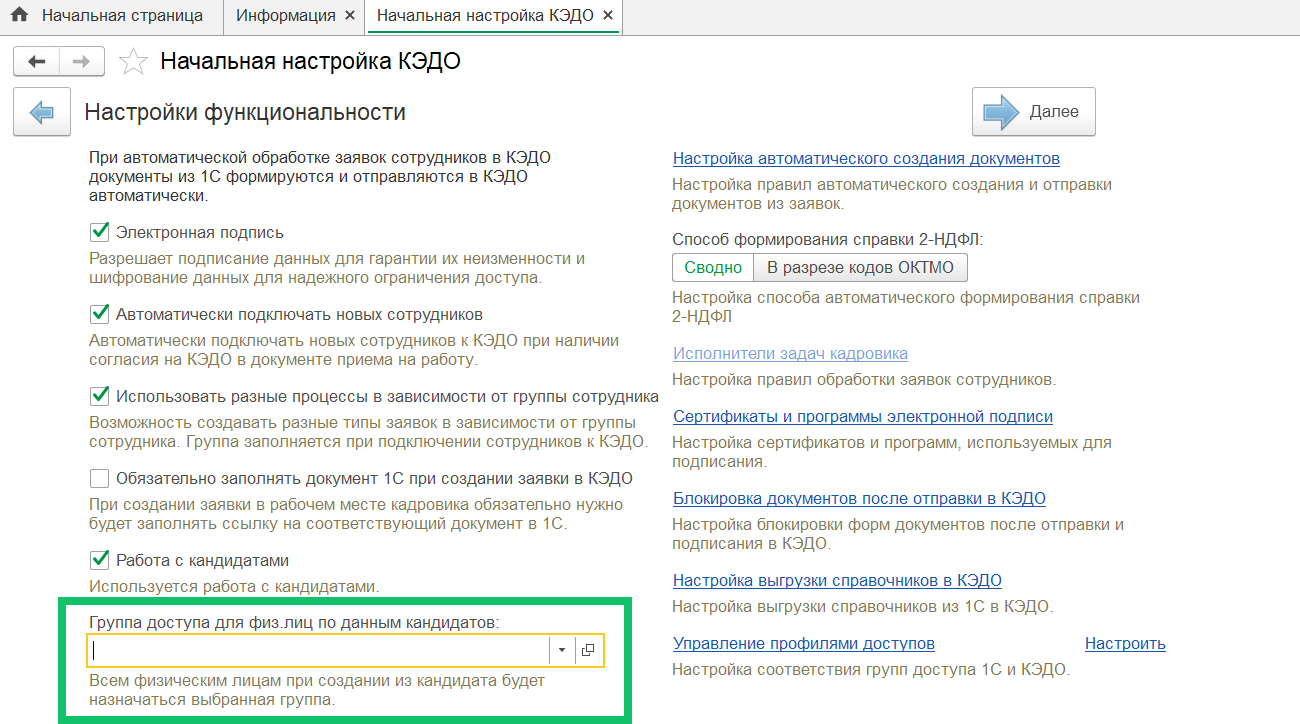 Начальная страница
Информация
Начальная настройка КЭДО
Начальная настройка КЭДО
Настройки функциональности
Далее
При автоматической обработке заявок сотрудников в КЭДО
документы из 1С формируются и отправляются в КЭДО
автоматически.
Электронная подпись
Разрешает подписание данных для гарантии их неизменности и
шифрование данных для надежного ограничения доступа.
Автоматически подключать новых сотрудников
Автоматически подключать новых сотрудников к КЭДО при наличии
согласия на КЭДО в документе приема на работу.
Использовать разные процессы в зависимости от группы сотрудника
Возможность создавать разные типы заявок в зависимости от группы
сотрудника. Группа заполняется при подключении сотрудников к КЭДО.
Обязательно заполнять документ 1С при создании заявки в КЭДО
При создании заявки в рабочем месте кадровика обязательно нужно
будет заполнять ссылку на соответствующий документ в 1С.
Работа с кандидатами
Используется работа с кандидатами.
Группа доступа для физ.лиц по данным кандидатов:
Всем физическим лицам при создании из кандидата будет
назначаться выбранная группа.
Настройка автоматического создания документов
Настройка правил автоматического создания и отправки
документов из заявок.
Способ формирования справки 2-НДФЛ:
Сводно
В разрезе кодов ОКТМО
Настройка способа автоматического формирования справки
2-НДФЛ
Исполнители задач кадровика
Настройка правил обработки заявок сотрудников.
Сертификаты и программы электронной подписи
Настройка сертификатов и программ, используемых для
подписания.
Блокировка документов после отправки в КЭДО
Настройка блокировки форм документов после отправки и
подписания в КЭДО.
Настройка выгрузки справочников в КЭДО
Настройка выгрузки справочников из 1С в КЭДО.
Управление профилями доступов
Настроить
Настройка соответствия групп доступа 1С и КЭДО.